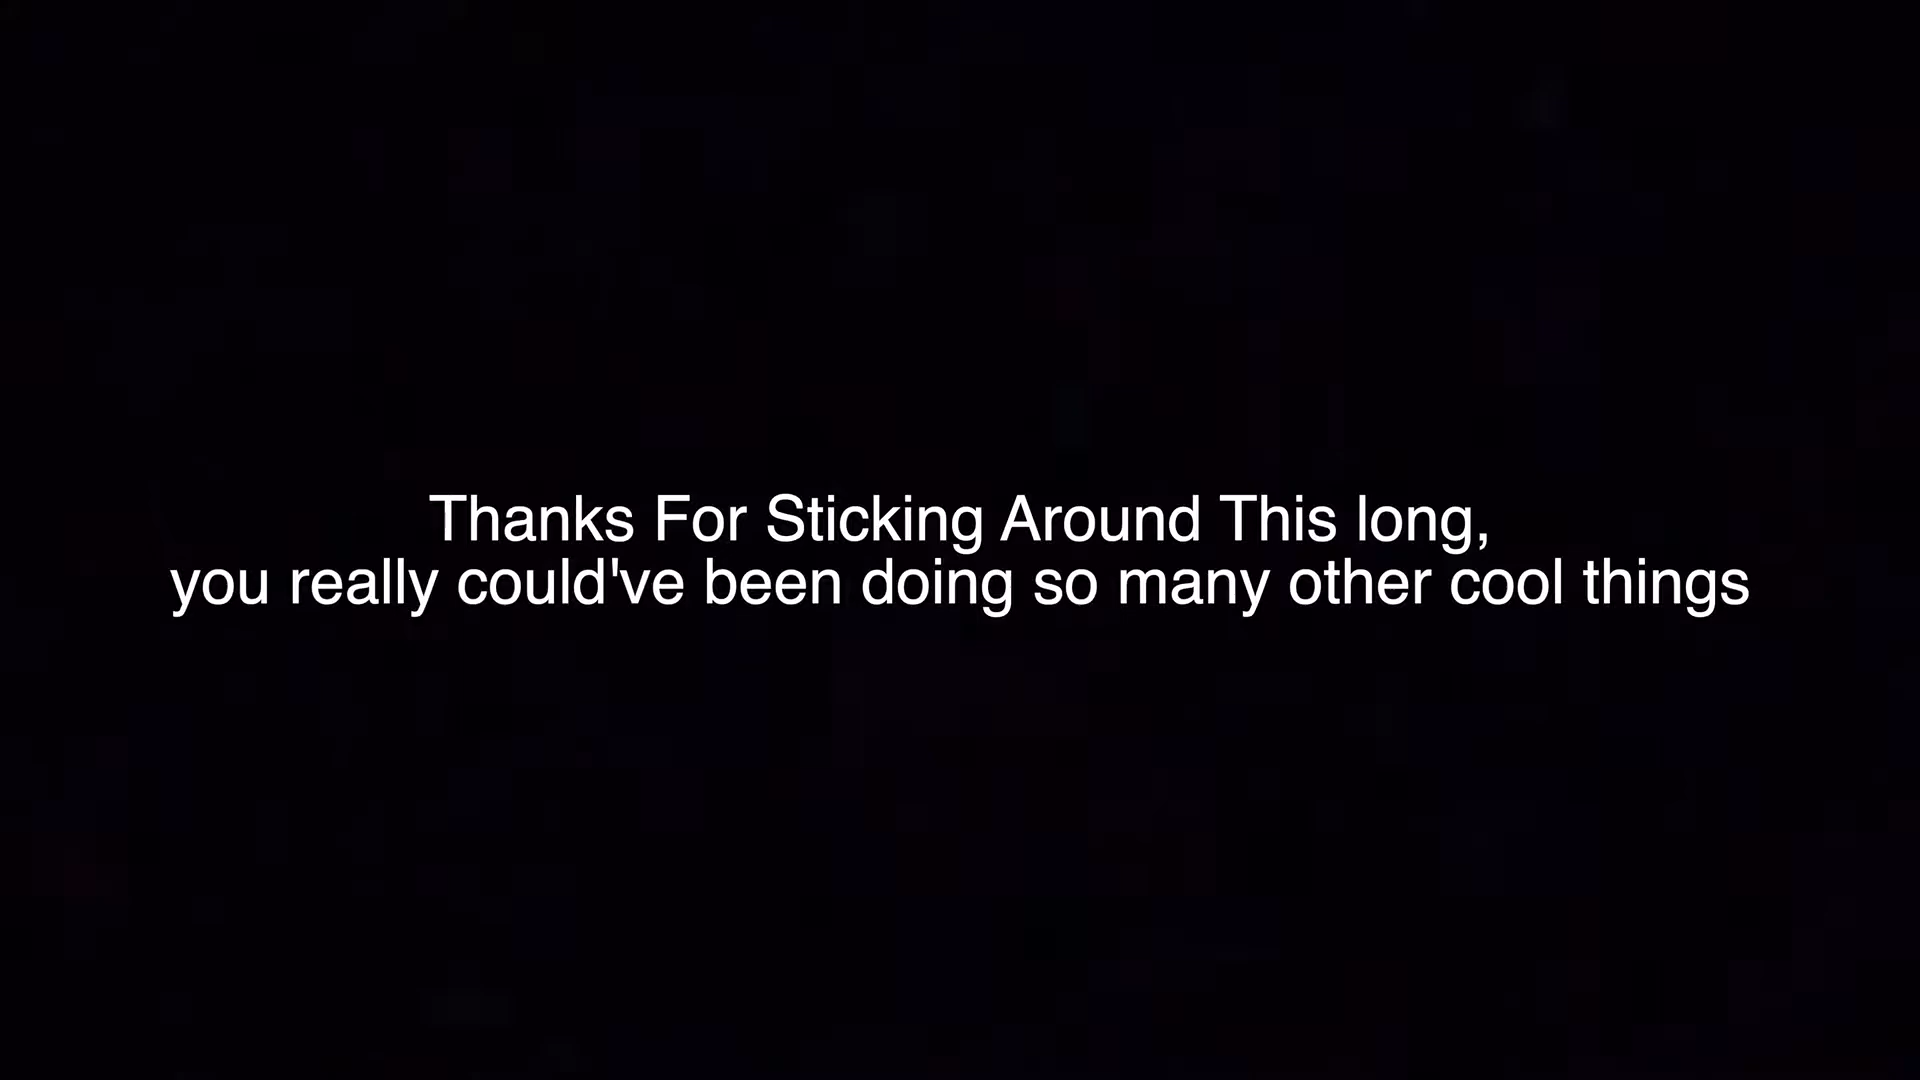 Thanks For Sticking Around This long,
you really could've been doing so many other cool things